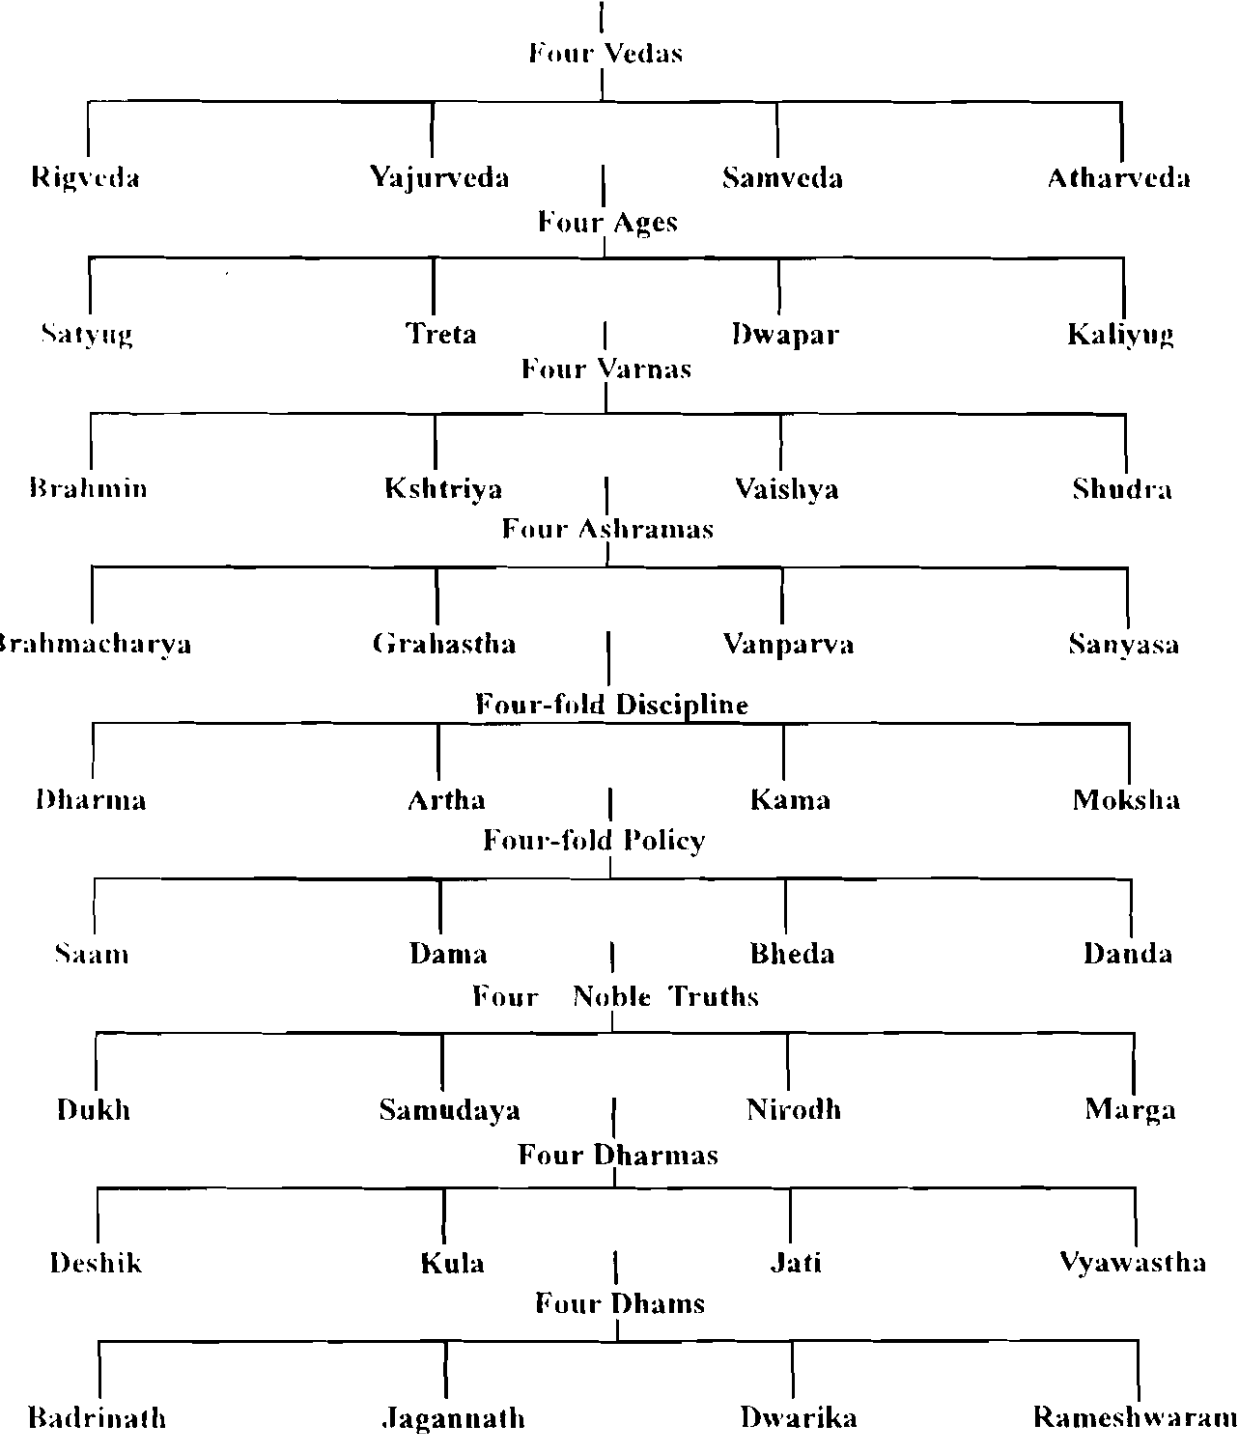 Four Vedas
Rigveda Yajurveda Samveda Atharveda
Four Ages
Satyug Treta Dwapar Kaliyug
Four Varnas
Brahmin Kshtriya Vaishya Shudra
Four Ashramas
Brahmacharya Grahastha Vanparva Sanyasa
Four-fold Discipline
Dharma Artha Kama Moksha
Four-fold Policy
Saam Dama Bheda Danda
Four Noble Truths
Dukh Samudaya Nirodh Marga
Four Dharmas
Deshik Kula Jati Vyawastha
Four Dhams
Badrinath Jagannath Dwarika Rameshwaram